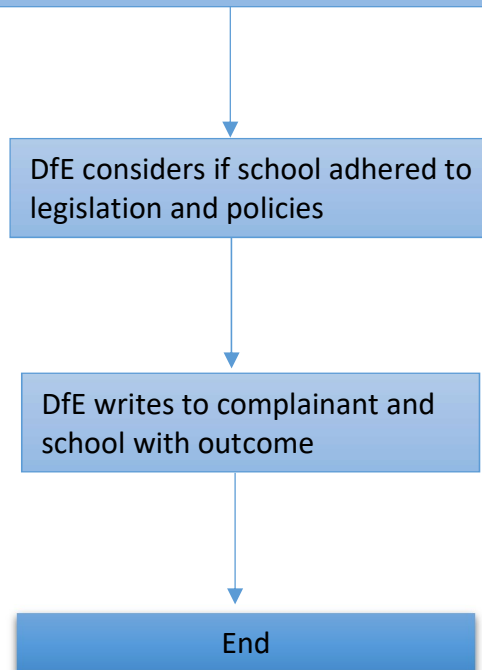 DfE considers if school adhered to
legislation and policies
DfE writes to complainant and
school with outcome
End